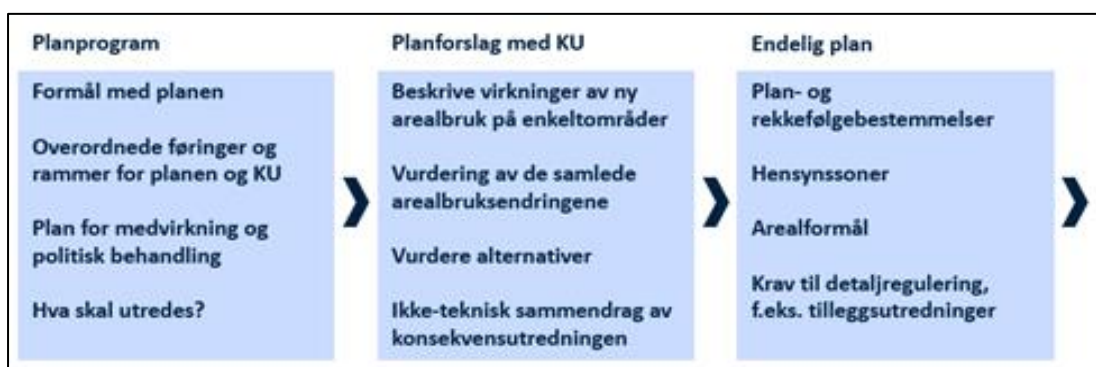 Planprogram
Formål med planen
Overordnede føringer og
rammer for planen og KU
Plan for medvirkning og
politisk behandling
Hva skal utredes?
Planforslag med KU
Beskrive virkninger av ny
arealbruk på enkeltområder
Vurdering av de samlede
arealbruksendringene
Vurdere alternativer
Ikke-teknisk sammendrag av
konsekvensutredningen
Endelig plan
Plan- og
rekkefølgebestemmelser
Hensynssoner
Arealformål
Krav til detaljregulering,
f.eks. tilleggsutredninger